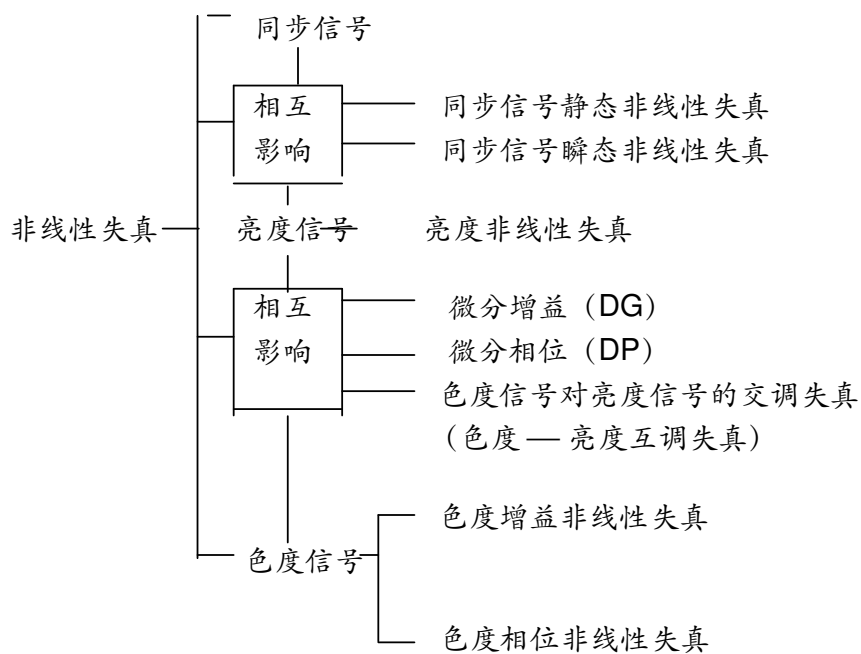 同步信号
相互
影响
同步信号静态非线性失真
同步信号瞬态非线性失真
非线性失真
亮度信号
亮度非线性失真
相互
影响
微分增益（DG）
微分相位（DP）
色度信号对亮度信号的交调失真
（色度—亮度互调失真）
色度信号
色度增益非线性失真
色度相位非线性失真